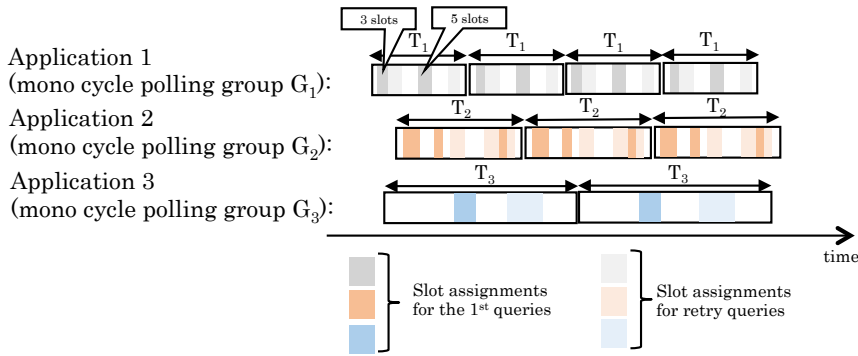 3 slots
5 slots
T1 T1 T1 T1
Application 1
(mono cycle polling group G1):
T2 T2 T2
Application 2
(mono cycle polling group G2):
T3 T3
Application 3
(mono cycle polling group G3):
time
Slot assignments
for the 1st queries
Slot assignments
for retry queries